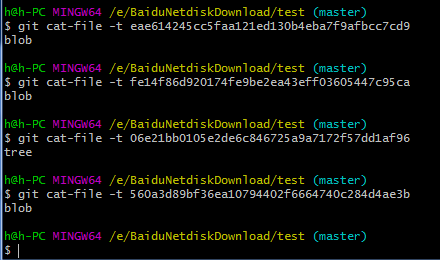 h@h-PC MINGW64 /e/BaiduNetdiskDownload/test (master)
$ git cat-file -t eae614245cc5faa121ed130b4eba7f9afbcc7cd9
blob
h@h-PC MINGW64 /e/BaiduNetdiskDownload/test (master)
$ git cat-file -t fe14f86d920174fe9be2ea43eff03605447c95ca
blob
h@h-PC MINGW64 /e/BaiduNetdiskDownload/test (master)
$ git cat-file -t 06e21bb0105e2de6c846725a9a7172f57dd1af96
tree
h@h-PC MINGW64 /e/BaiduNetdiskDownload/test (master)
$ git cat-file -t 560a3d89bf36ea10794402f6664740c284d4ae3b
blob
h@h-PC MINGW64 /e/BaiduNetdiskDownload/test (master)
$